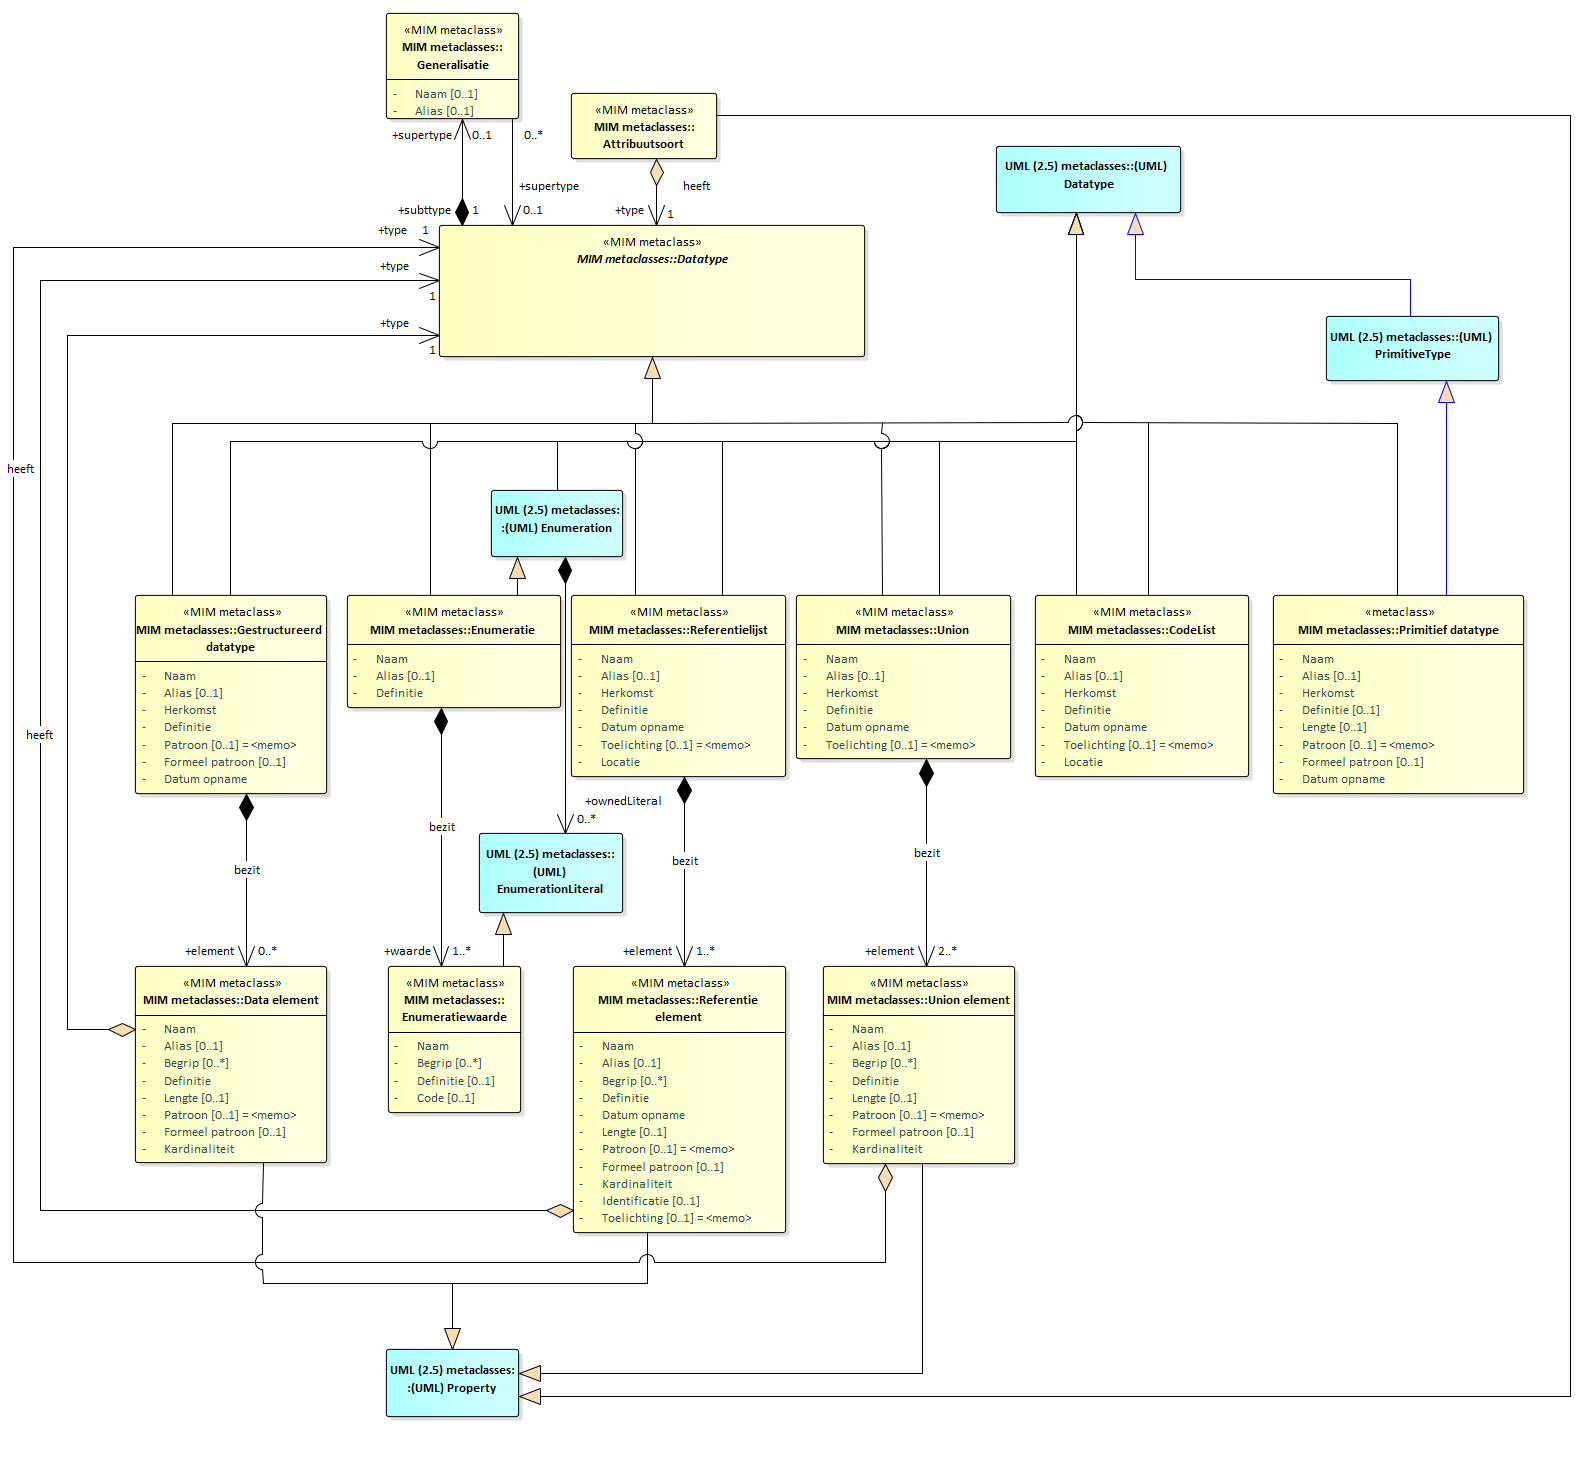 «MIM metaclass»
MIM metaclasses::
Generalisatie
- Naam [0..1]
- Alias [0..1]
+supertype
0..1
0..*
«MIM metaclass»
MIM metaclasses::
Attribuutsoort
heeft
+supertype
0..1
+subttype
1
+type
1
UML (2.5) metaclasses::(UML)
Datatype
+type
1
+type
1
+type
1
«MIM metaclass»
MIM metaclasses::Datatype
UML (2.5) metaclasses::(UML)
PrimitiveType
heeft
heeft
UML (2.5) metaclasses:
:(UML) Enumeration
«MIM metaclass»
MIM metaclasses::Gestructureerd
datatype
- Naam
- Alias [0..1]
- Herkomst
- Definitie
- Patroon [0..1] = <memo>
- Formeel patroon [0..1]
- Datum opname
«MIM metaclass»
MIM metaclasses::Enumeratie
- Naam
- Alias [0..1]
- Definitie
«MIM metaclass»
MIM metaclasses::Referentielijst
- Naam
- Alias [0..1]
- Herkomst
- Definitie
- Datum opname
- Toelichting [0..1] = <memo>
- Locatie
«MIM metaclass»
MIM metaclasses::Union
- Naam
- Alias [0..1]
- Herkomst
- Definitie
- Datum opname
- Toelichting [0..1] = <memo>
«MIM metaclass»
MIM metaclasses::CodeList
- Naam
- Alias [0..1]
- Herkomst
- Definitie
- Datum opname
- Toelichting [0..1] = <memo>
- Locatie
«metaclass»
MIM metaclasses::Primitief datatype
- Naam
- Alias [0..1]
- Herkomst
- Definitie [0..1]
- Lengte [0..1]
- Patroon [0..1] = <memo>
- Formeel patroon [0..1]
- Datum opname
bezit
bezit
+ownedLiteral
0..*
bezit
bezit
UML (2.5) metaclasses::
(UML)
EnumerationLiteral
+element
0..*
+waarde
1..*
+element
1..*
+element
2..*
«MIM metaclass»
MIM metaclasses::Data element
- Naam
- Alias [0..1]
- Begrip [0..*]
- Definitie
- Lengte [0..1]
- Patroon [0..1] = <memo>
- Formeel patroon [0..1]
- Kardinaliteit
«MIM metaclass»
MIM metaclasses::
Enumeratiewaarde
- Naam
- Begrip [0..*]
- Definitie [0..1]
- Code [0..1]
«MIM metaclass»
MIM metaclasses::Referentie
element
- Naam
- Alias [0..1]
- Begrip [0..*]
- Definitie
- Datum opname
- Lengte [0..1]
- Patroon [0..1] = <memo>
- Formeel patroon [0..1]
- Kardinaliteit
- Identificatie [0..1]
- Toelichting [0..1] = <memo>
«MIM metaclass»
MIM metaclasses::Union element
- Naam
- Alias [0..1]
- Begrip [0..*]
- Definitie
- Lengte [0..1]
- Patroon [0..1] = <memo>
- Formeel patroon [0..1]
- Kardinaliteit
UML (2.5) metaclasses:
:(UML) Property